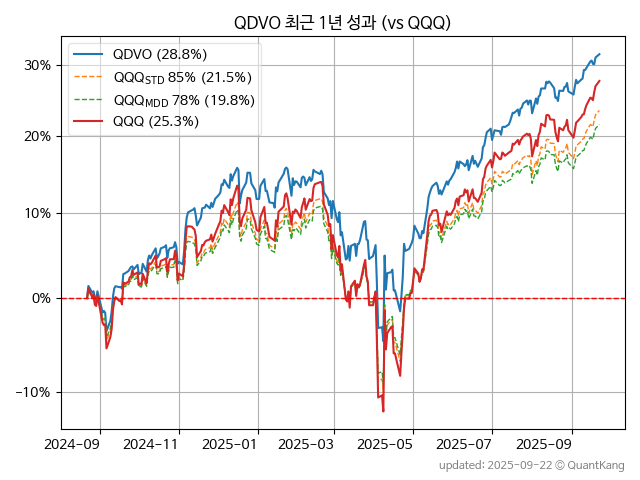 QDVO 최근 1년 성과 (vs QQQ)
QDVO (28.8%)
QQQSTD 85% (21.5%)
QQQMDD 78% (19.8%)
QQQ (25.3%)
30%
20%
10%
0%
−10%
2024-09 2024-11 2025-01 2025-03 2025-05 2025-07 2025-09
updated: 2025-09-22 © QuantKang